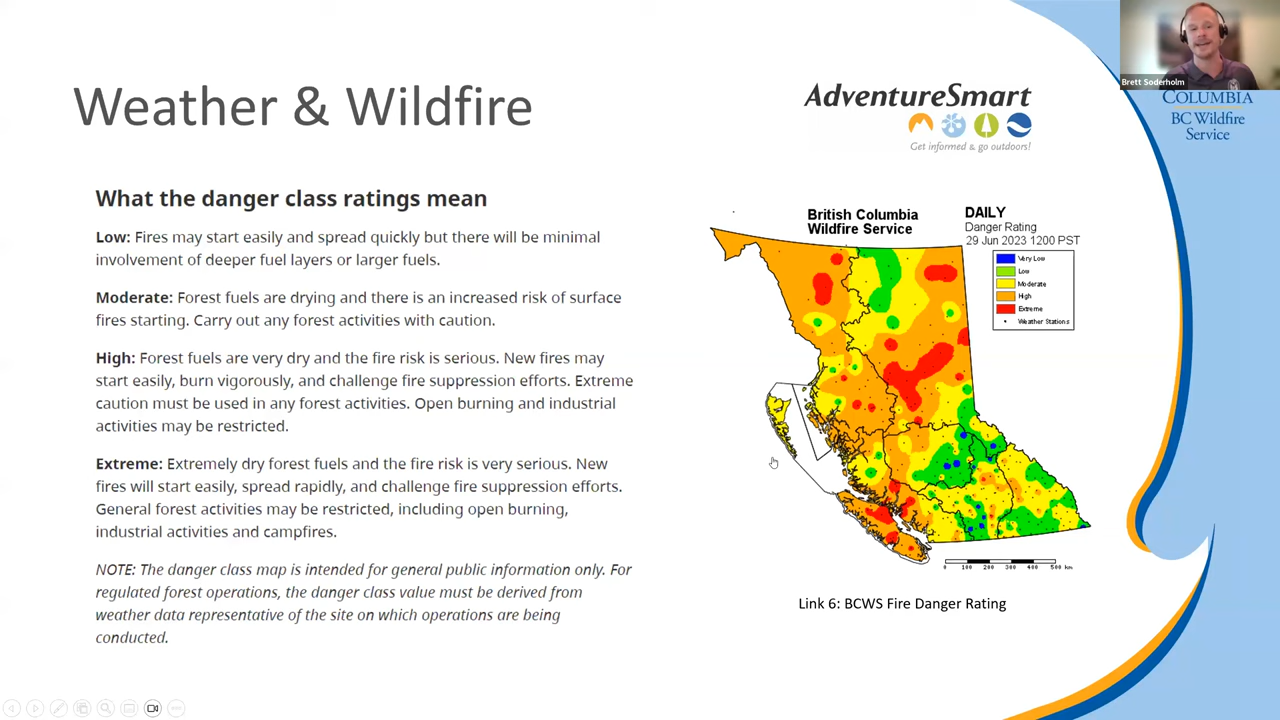 Brett Soderholm
Weather & Wildfire
AdventureSmart
Get informed & go outdoors!
COLUMBIA
BC Wildfire
Service
What the danger class ratings mean
Low: Fires may start easily and spread quickly but there will be minimal
involvement of deeper fuel layers or larger fuels.
Moderate: Forest fuels are drying and there is an increased risk of surface
fires starting. Carry out any forest activities with caution.
High: Forest fuels are very dry and the fire risk is serious. New fires may
start easily, burn vigorously, and challenge fire suppression efforts. Extreme
caution must be used in any forest activities. Open burning and industrial
activities may be restricted.
Extreme: Extremely dry forest fuels and the fire risk is very serious. New
fires will start easily, spread rapidly, and challenge fire suppression efforts.
General forest activities may be restricted, including open burning,
industrial activities and campfires.
NOTE: The danger class map is intended for general public information only. For
regulated forest operations, the danger class value must be derived from
weather data representative of the site on which operations are being
conducted.
British Columbia
Wildfire Service
DAILY
Danger Rating
29 Jun 2023 1200 PST
Very Low
Low
Moderate
High
Extreme
Weather Stations
0 100 200 300 400 500 km
Link 6: BCWS Fire Danger Rating